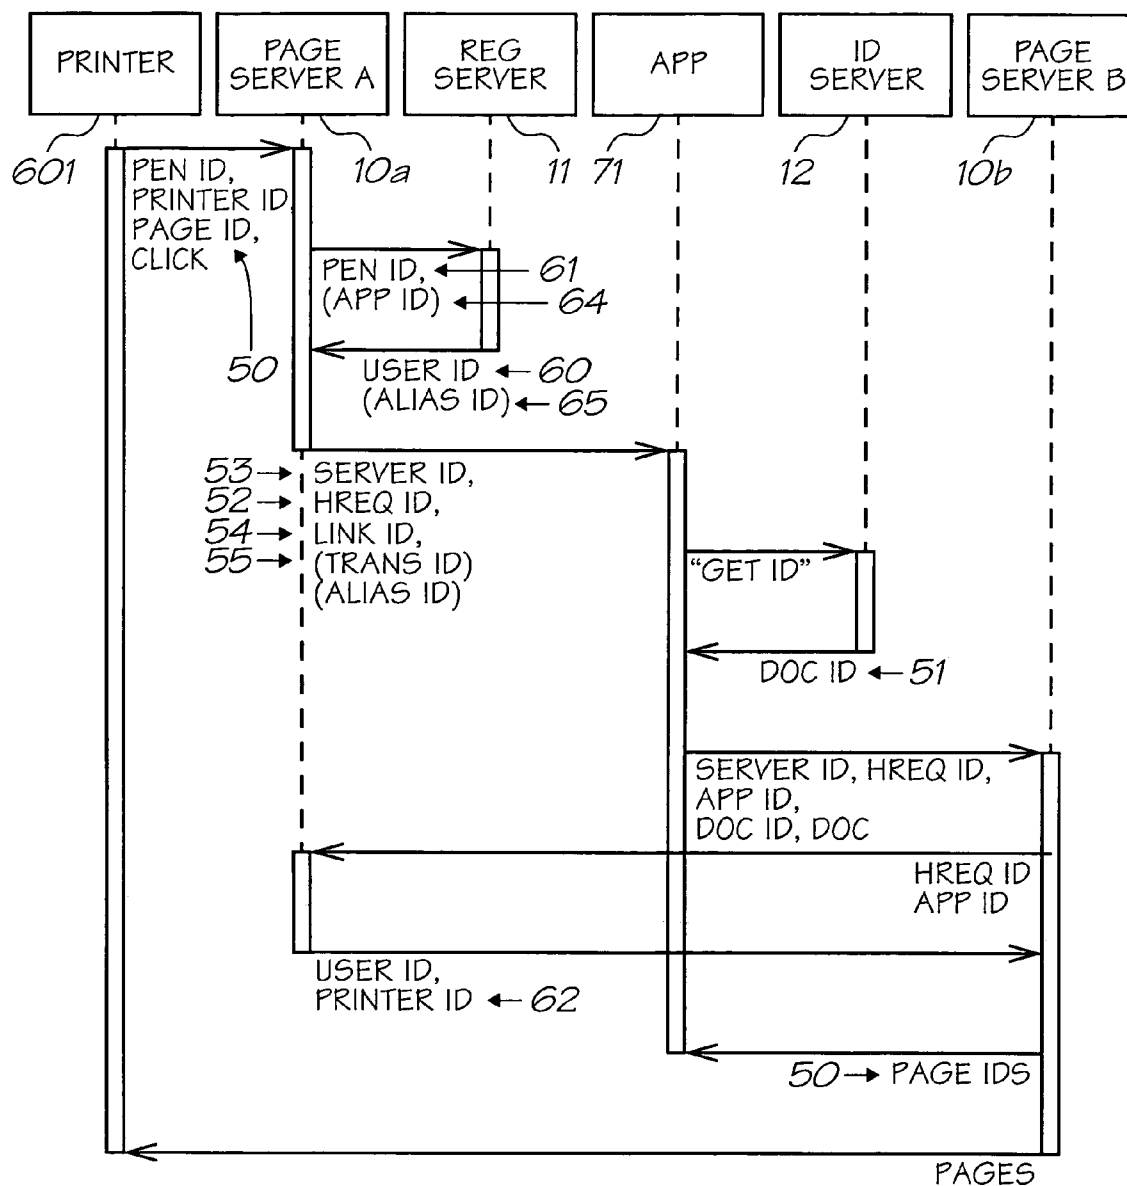 PRINTER
PAGE
SERVER A
REG
SERVER
APP
ID
SERVER
PAGE
SERVER B
601
10a
11
71
12
10b
PEN ID,
PRINTER ID
PAGE ID,
CLICK
50
PEN ID, 61
(APP ID) 64
USER ID 60
(ALIAS ID) 65
53 SERVER ID,
52 HREQ ID,
54 LINK ID,
55 (TRANS ID)
(ALIAS ID)
"GET ID"
DOC ID 51
SERVER ID, HREQ ID,
APP ID,
DOC ID, DOC
HREQ ID
APP ID
USER ID,
PRINTER ID 62
50 PAGE IDS
PAGES